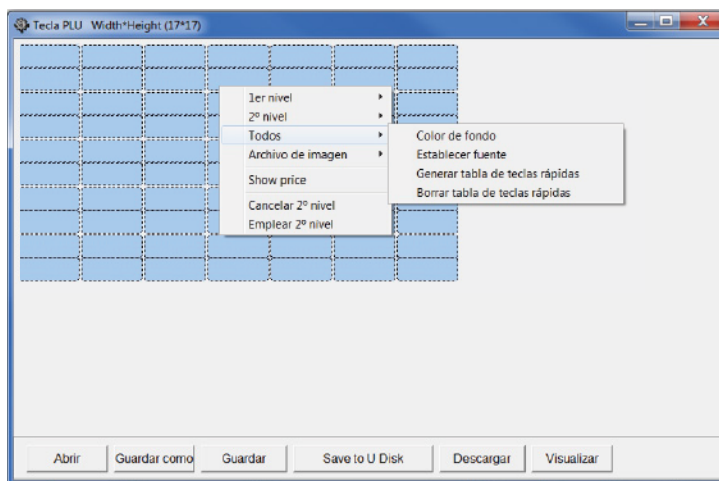 Tecla PLU Width*Height (17*17)
1er nivel
2º nivel
Todos
Archivo de imagen
Show price
Cancelar 2º nivel
Emplear 2º nivel
Color de fondo
Establecer fuente
Generar tabla de teclas rápidas
Borrar tabla de teclas rápidas
Abrir Guardar como Guardar Save to U Disk Descargar Visualizar